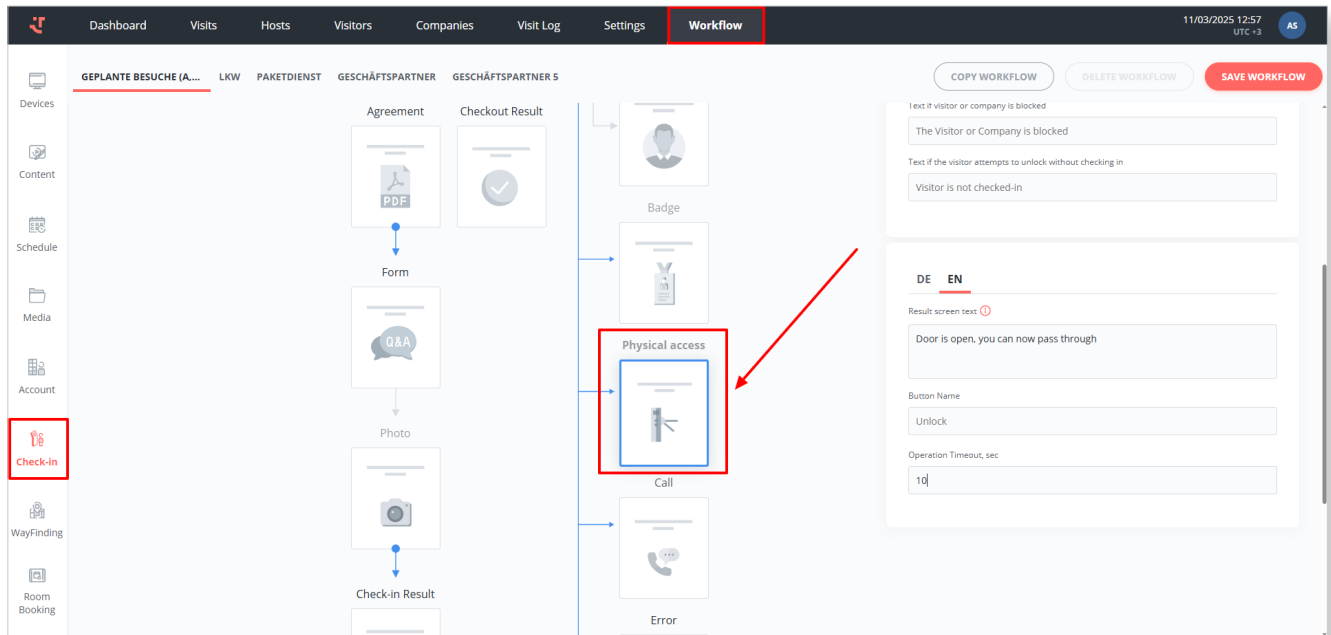 Dashboard
Visits
Hosts
Visitors
Companies
Visit Log
Settings
Workflow
11/03/2025 12:57
UTC +3
AS
Devices
Content
Schedule
Media
Account
Check-in
WayFinding
Room
Booking
GEPLANTE BESUCHE (A,...
LKW
PAKETDIENST
GESCHÄFTSPARTNER
GESCHÄFTSPARTNER 5
COPY WORKFLOW
DELETE WORKFLOW
SAVE WORKFLOW
Agreement
PDF
Checkout Result
Form
Q&A
Photo
Check-in Result
Badge
Physical access
Call
Error
Text if visitor or company is blocked
The Visitor or Company is blocked
Text if the visitor attempts to unlock without checking in
Visitor is not checked-in
DE
EN
Result screen text
Door is open, you can now pass through
Button Name
Unlock
Operation Timeout, sec
10